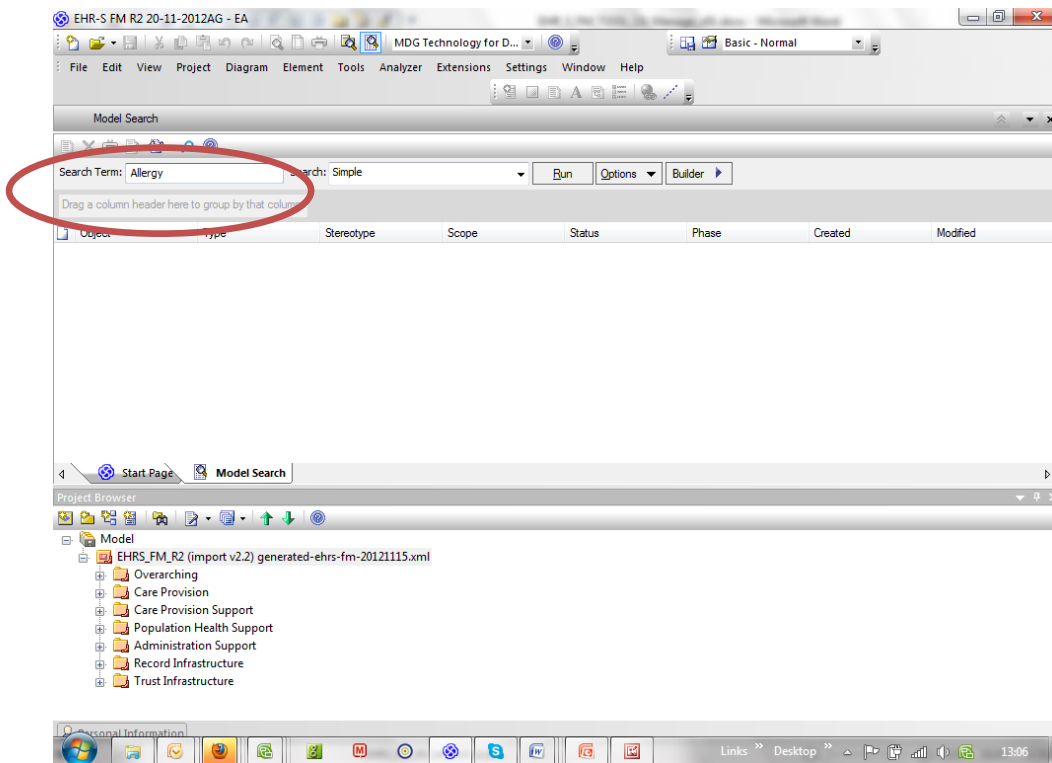 EHR-S FM R2 20-11-2012AG - EA
MDG Technology for D... Basic - Normal
File Edit View Project Diagram Element Tools Analyzer Extensions Settings Window Help
Model Search
Search Term: Allergy Search: Simple Run Options Builder
Drag a column header here to group by that column
Object Type Stereotype Scope Status Phase Created Modified
Start Page Model Search
Project Browser
Model
EHRS_FM_R2 (import v2.2) generated-ehrs-fm-20121115.xml
Overarching
Care Provision
Care Provision Support
Population Health Support
Administration Support
Record Infrastructure
Trust Infrastructure
Personal Information
Links » Desktop » 13:06